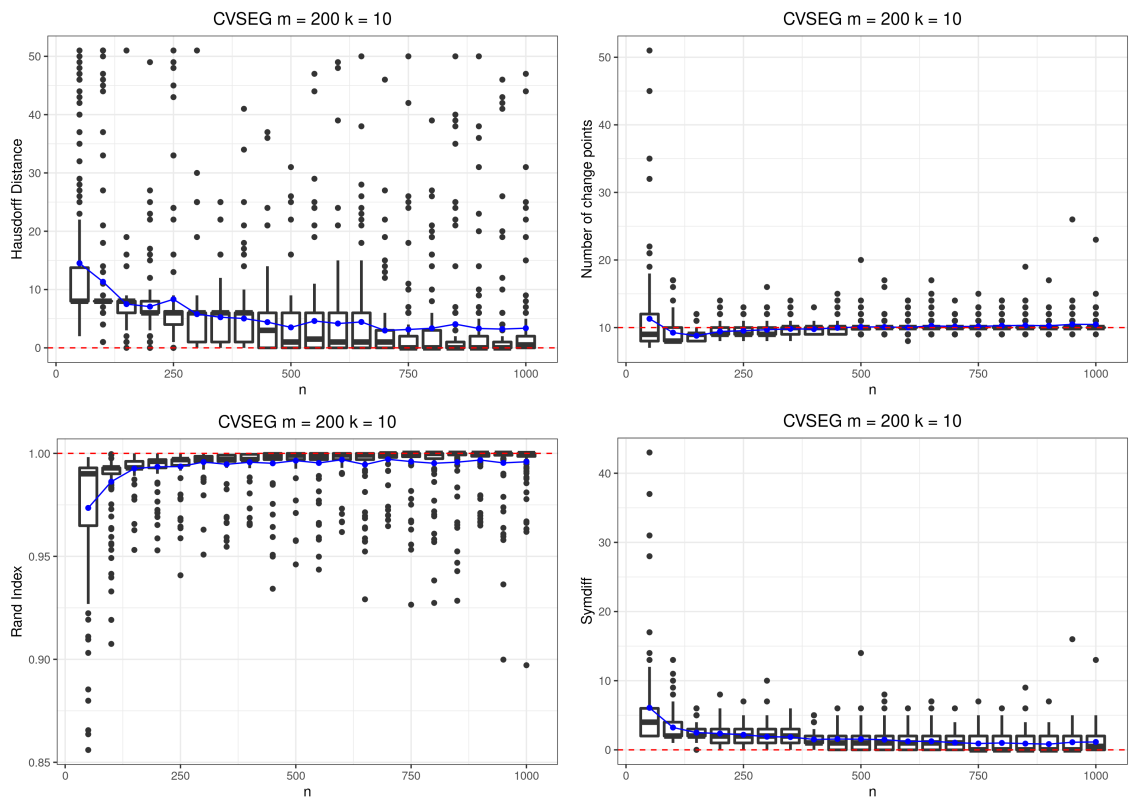 CVSEG m = 200 k = 10
Hausdorff Distance
50
40
30
20
10
0
0 250 500 750 1000
n
CVSEG m = 200 k = 10
Number of change points
50
40
30
20
10
0 250 500 750 1000
n
CVSEG m = 200 k = 10
Rand Index
1.00
0.95
0.90
0.85
0 250 500 750 1000
n
CVSEG m = 200 k = 10
Symdiff
40
30
20
10
0
0 250 500 750 1000
n